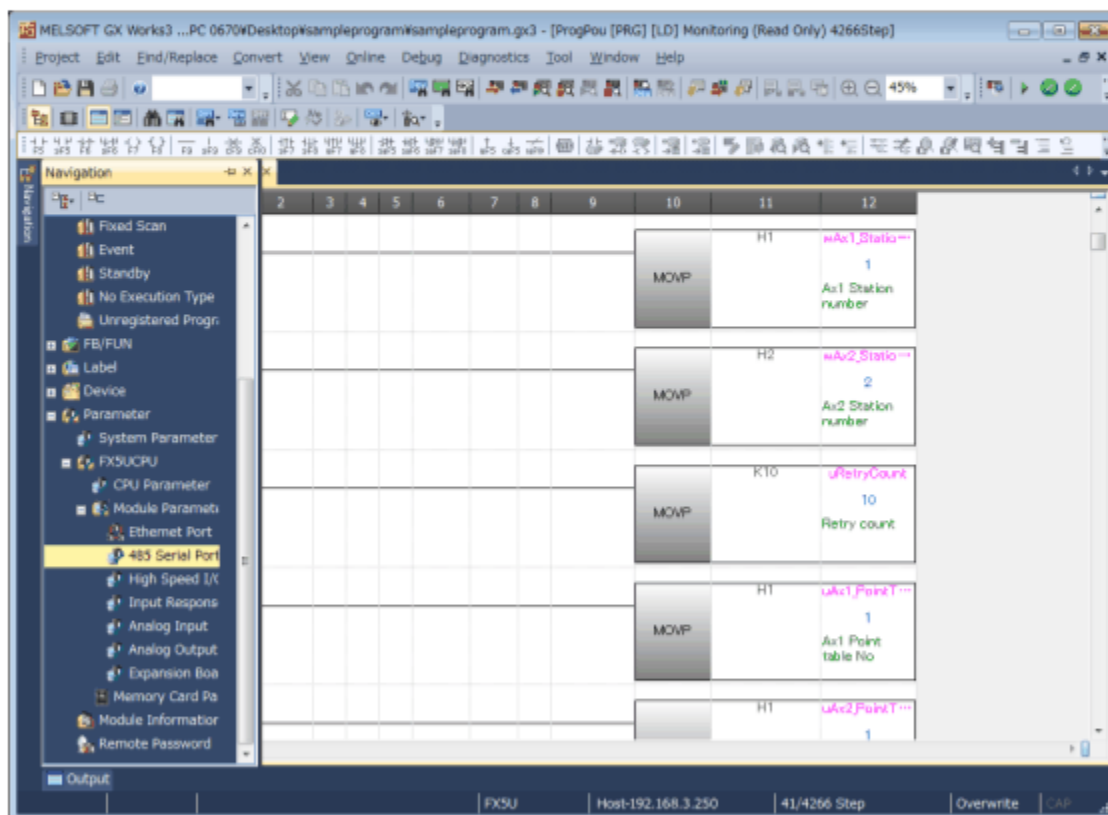 MELSOFT GX Works3 ...PC 0670¥Desktop¥sampleprogram¥sampleprogram.gx3 - [ProgPou [PRG] [LD] Monitoring (Read Only) 4266Step]
Project Edit Find/Replace Convert View Online Debug Diagnostics Tool Window Help
45%
Navigation
Navigation
Fixed Scan
Event
Standby
No Execution Type
Unregistered Progr
FB/FUN
Label
Device
Parameter
System Parameter
FX5UCPU
CPU Parameter
Module Paramet
Ethernet Port
485 Serial Port
High Speed I/O
Input Respons
Analog Input
Analog Output
Expansion Boa
Memory Card Pa
Module Information
Remote Password
2 3 4 5 6 7 8 9 10 11 12
MOVP H1 wAx1_Statio...
1
Ax1 Station
number
MOVP H2 wAx2_Statio...
2
Ax2 Station
number
MOVP K10 uRetryCount
10
Retry count
MOVP H1 uAx1_PointT...
1
Ax1 Point
table No
H1 uAx2_PointT...
1
Output
FX5U Host-192.168.3.250 41/4266 Step Overwrite CAP